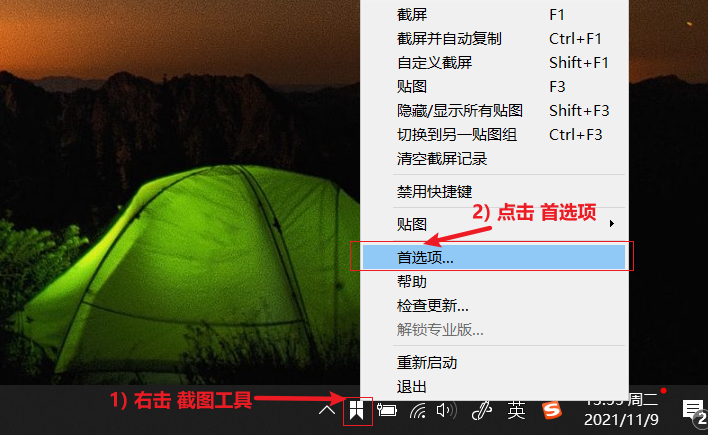 截屏 F1
截屏并自动复制 Ctrl+F1
自定义截屏 Shift+F1
贴图 F3
隐藏/显示所有贴图 Shift+F3
切换到另一贴图组 Ctrl+F3
清空截屏记录
禁用快捷键
2) 点击 首选项
贴图
首选项...
帮助
检查更新...
解锁专业版...
重新启动
退出
1) 右击 截图工具
英
周二
2021/11/9
2